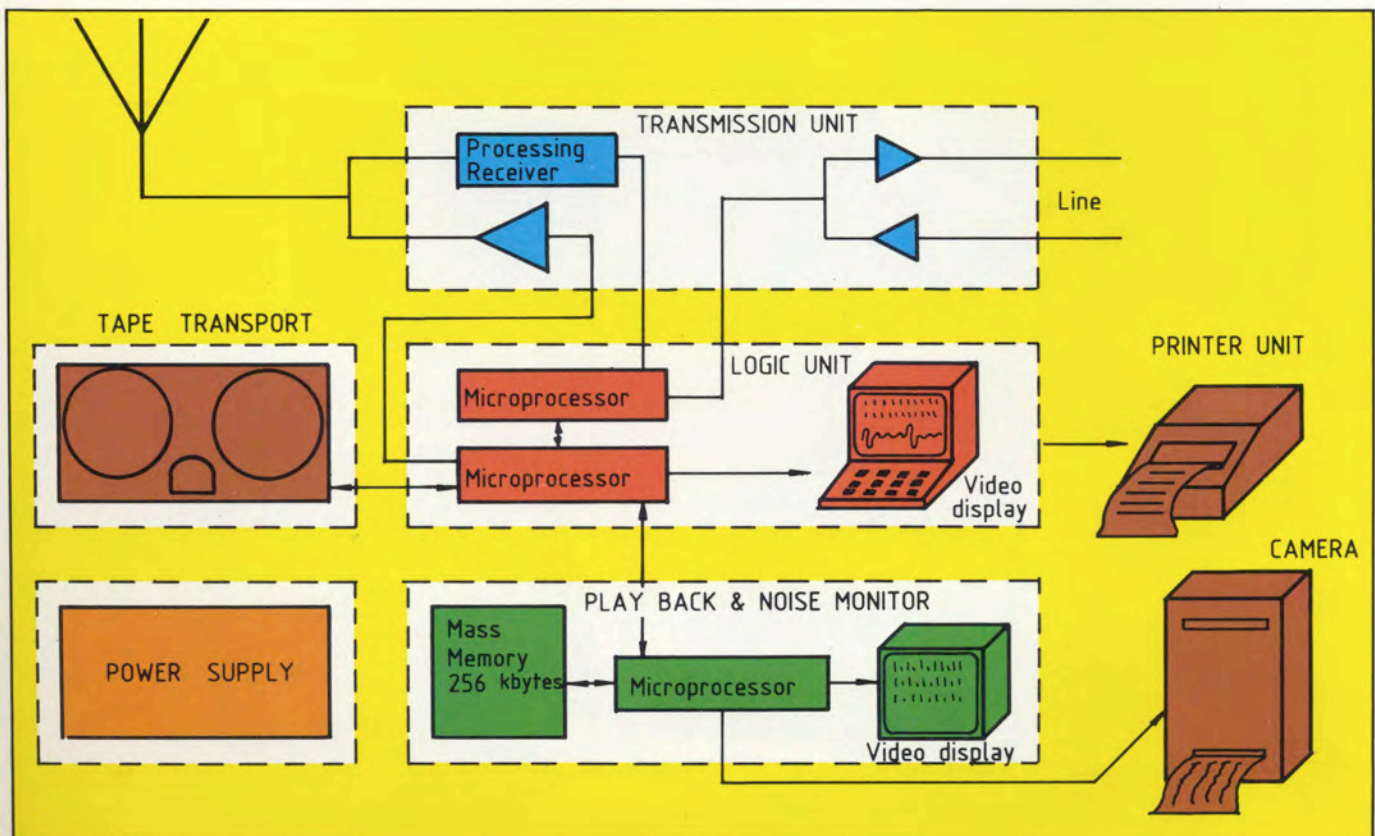 TRANSMISSION UNIT
Processing
Receiver
Line
TAPE TRANSPORT
LOGIC UNIT
PRINTER UNIT
Microprocessor
Microprocessor
Video
display
CAMERA
PLAY BACK & NOISE MONITOR
Mass
Memory
256 kbytes
POWER SUPPLY
Microprocessor
Video display